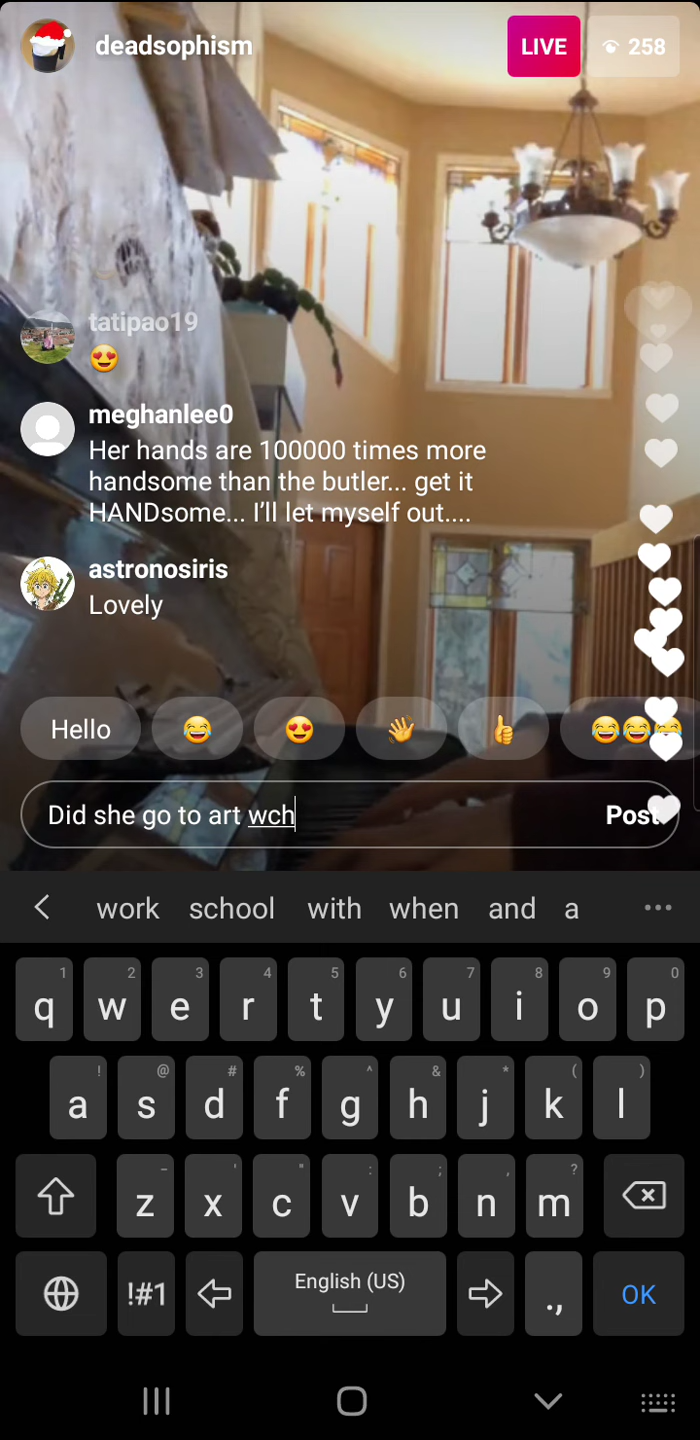 deadsophism
LIVE
258
tatipao19
😍
meghanlee0
Her hands are 100000 times more
handsome than the butler... get it
HANDsome... I'll let myself out....
astronosiris
Lovely
Hello 😂 😍 👋 👍 😂😂😂
Did she go to art wch
Post
work school with when and a
1 2 3 4 5 6 7 8 9 0
q w e r t y u i o p
! @ # % ^ & * ( )
a s d f g h j k l
- ' " : ; , ?
z x c v b n m
!#1 English (US) ., OK